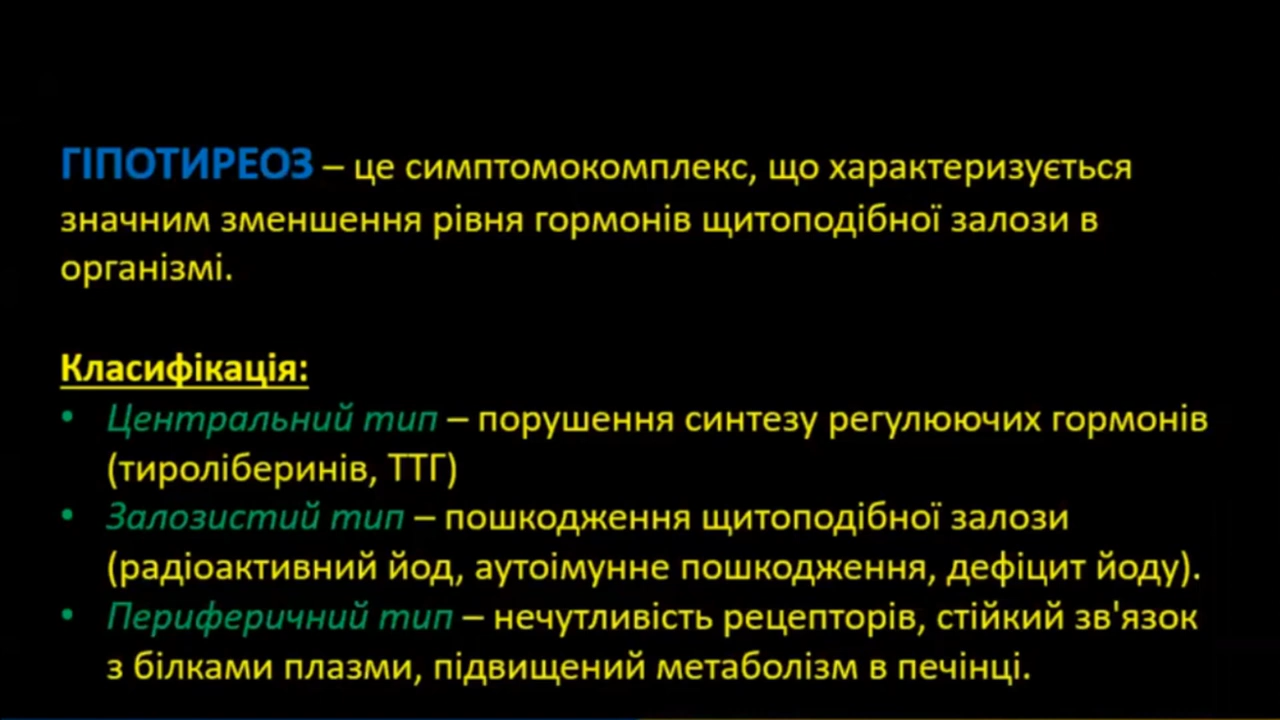 ГІПОТИРЕОЗ – це симптомокомплекс, що характеризується
значним зменшення рівня гормонів щитоподібної залози в
організмі.
Класифікація:
• Центральний тип – порушення синтезу регулюючих гормонів
(тироліберинів, ТТГ)
• Залозистий тип – пошкодження щитоподібної залози
(радіоактивний йод, аутоімунне пошкодження, дефіцит йоду).
• Периферичний тип – нечутливість рецепторів, стійкий зв'язок
з білками плазми, підвищений метаболізм в печінці.